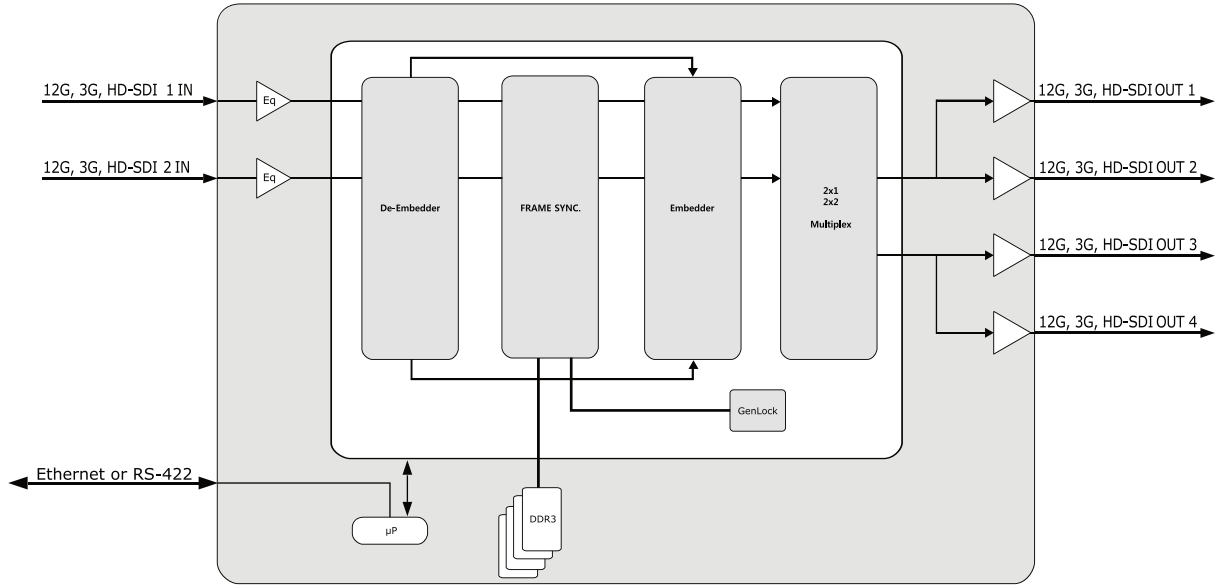 12G, 3G, HD-SDI 1 IN
Eq
12G, 3G, HD-SDI OUT 1
12G, 3G, HD-SDI 2 IN
Eq
12G, 3G, HD-SDI OUT 2
De-Embedder
FRAME SYNC.
Embedder
2x1
2x2
Multiplex
12G, 3G, HD-SDI OUT 3
12G, 3G, HD-SDI OUT 4
GenLock
Ethernet or RS-422
µP
DDR3